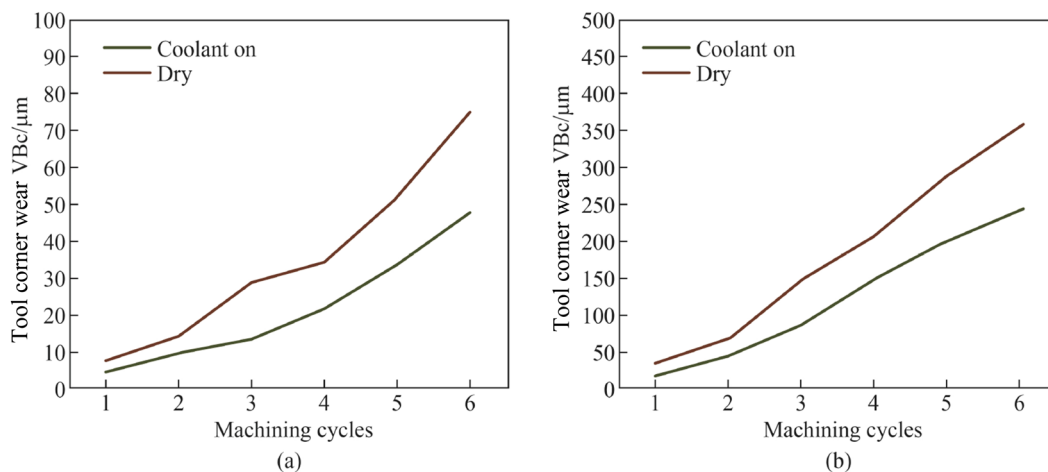 100
90
80
70
60
50
40
30
20
10
0
Tool corner wear VBc/μm
Coolant on
Dry
1 2 3 4 5 6
Machining cycles
(a)
500
450
400
350
300
250
200
150
100
50
0
Tool corner wear VBc/μm
Coolant on
Dry
1 2 3 4 5 6
Machining cycles
(b)